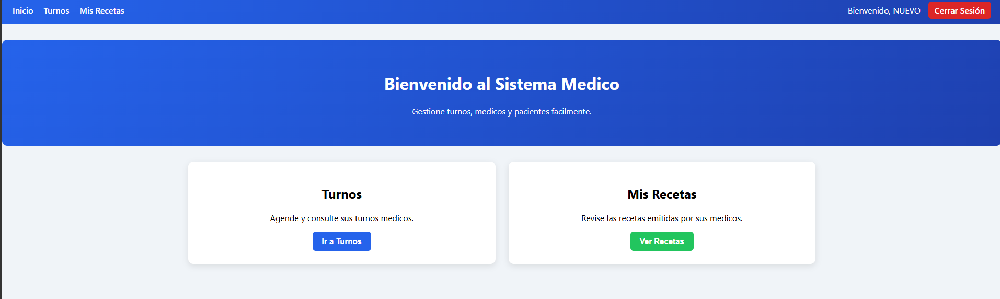 Inicio Turnos Mis Recetas Bienvenido, NUEVO Cerrar Sesión
Bienvenido al Sistema Medico
Gestione turnos, medicos y pacientes facilmente.
Turnos
Agende y consulte sus turnos medicos.
Ir a Turnos
Mis Recetas
Revise las recetas emitidas por sus medicos.
Ver Recetas